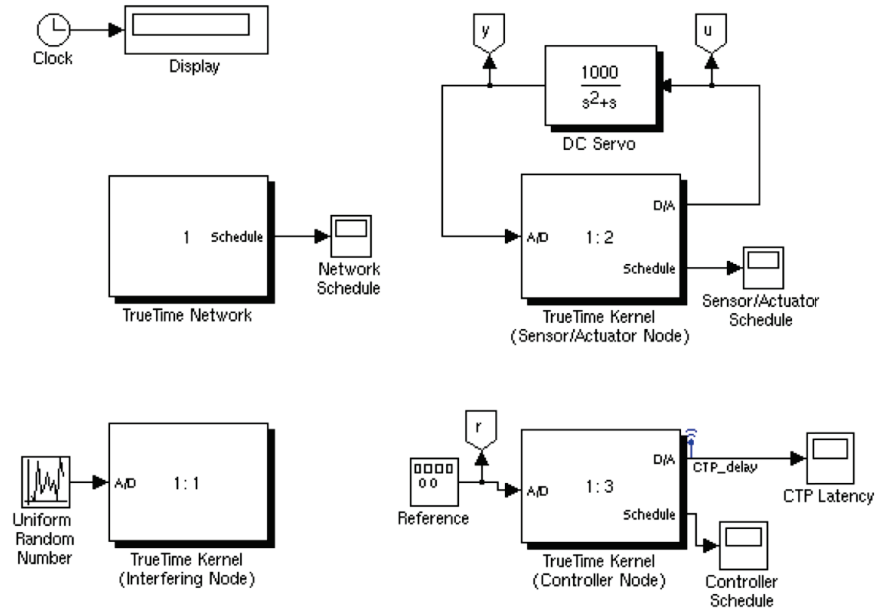 Clock
Display
y
u
1000
s2+s
DC Servo
1
Schedule
TrueTime Network
Network
Schedule
A/D
1:2
D/A
Schedule
TrueTime Kernel
(Sensor/Actuator Node)
Sensor/Actuator
Schedule
Uniform
Random
Number
A/D
1:1
TrueTime Kernel
(Interfering Node)
r
Reference
A/D
1:3
D/A
Schedule
TrueTime Kernel
(Controller Node)
CTP_delay
CTP Latency
Controller
Schedule